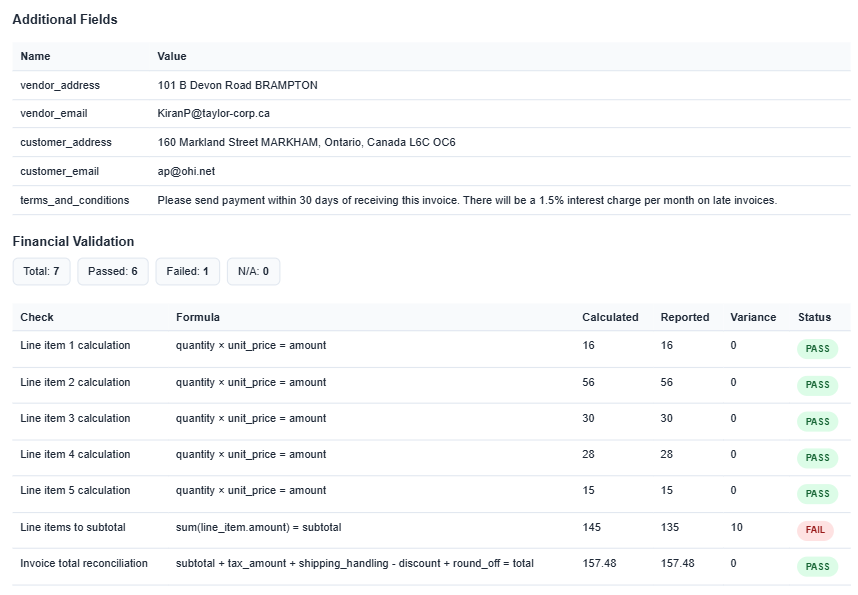 Additional Fields
Name Value
vendor_address 101 B Devon Road BRAMPTON
vendor_email KiranP@taylor-corp.ca
customer_address 160 Markland Street MARKHAM, Ontario, Canada L6C OC6
customer_email ap@ohi.net
terms_and_conditions Please send payment within 30 days of receiving this invoice. There will be a 1.5% interest charge per month on late invoices.
Financial Validation
Total: 7 Passed: 6 Failed: 1 N/A: 0
Check Formula Calculated Reported Variance Status
Line item 1 calculation quantity × unit_price = amount 16 16 0 PASS
Line item 2 calculation quantity × unit_price = amount 56 56 0 PASS
Line item 3 calculation quantity × unit_price = amount 30 30 0 PASS
Line item 4 calculation quantity × unit_price = amount 28 28 0 PASS
Line item 5 calculation quantity × unit_price = amount 15 15 0 PASS
Line items to subtotal sum(line_item.amount) = subtotal 145 135 10 FAIL
Invoice total reconciliation subtotal + tax_amount + shipping_handling - discount + round_off = total 157.48 157.48 0 PASS